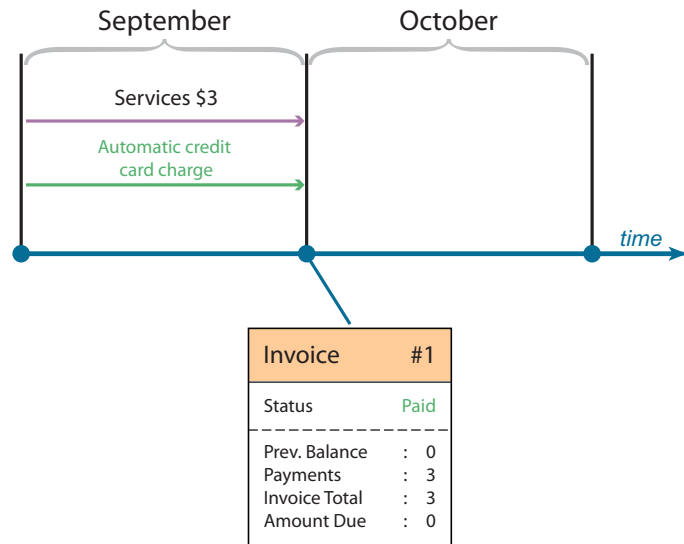 September
October
Services $3
Automatic credit
card charge
time
Invoice #1
Status Paid
Prev. Balance : 0
Payments : 3
Invoice Total : 3
Amount Due : 0